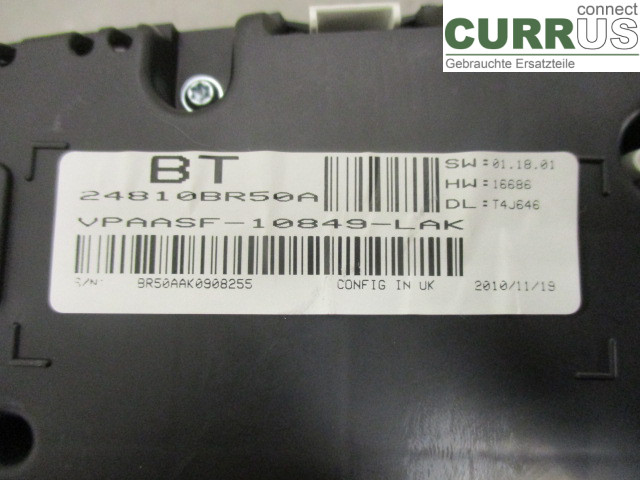 connect
CURRUS
Gebrauchte Ersatzteile
BT
24810BR50A
VPAASF-10849-LAK
SW:01.18.01
HW:16686
DL:T4J646
S/N: BR50AAK0908255 CONFIG IN UK 2010/11/19